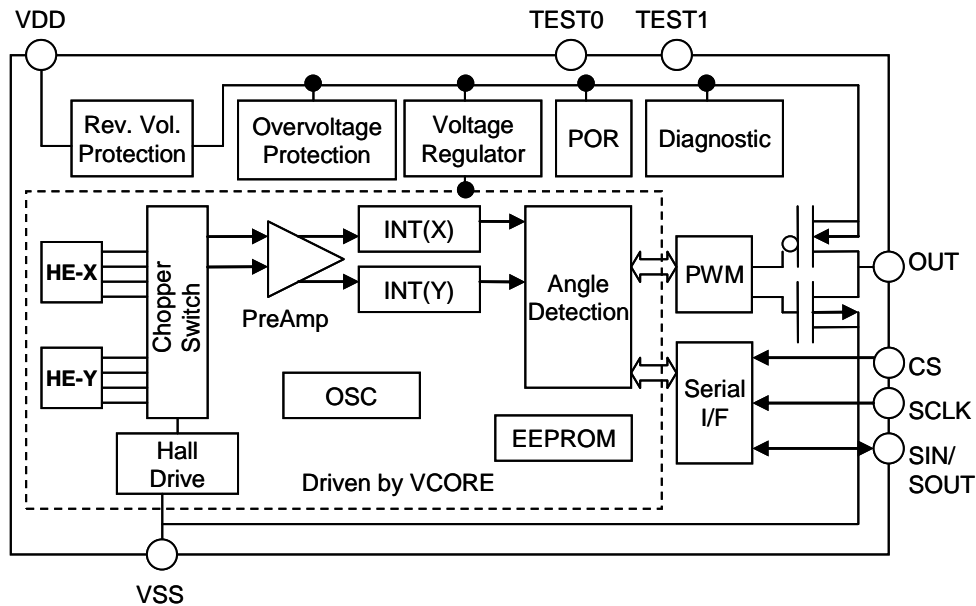 VDD
TEST0
TEST1
Rev. Vol.
Protection
Overvoltage
Protection
Voltage
Regulator
POR
Diagnostic
HE-X
HE-Y
Chopper
Switch
PreAmp
INT(X)
INT(Y)
Angle
Detection
PWM
OUT
OSC
EEPROM
Serial
I/F
CS
SCLK
SIN/
SOUT
Hall
Drive
Driven by VCORE
VSS